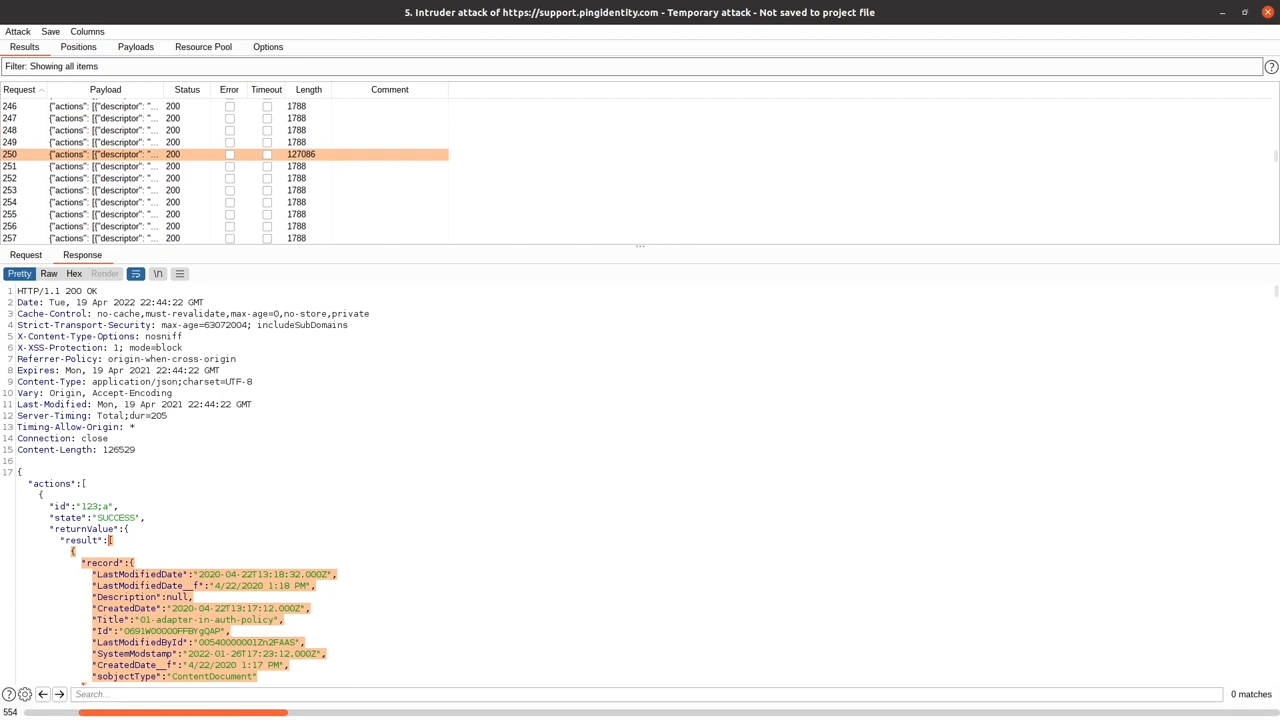 5. Intruder attack of https://support.pingidentity.com - Temporary attack - Not saved to project file
Attack Save Columns
Results Positions Payloads Resource Pool Options
Filter: Showing all items
Request Payload Status Error Timeout Length Comment
246 {"actions": [{"descriptor": "... 200 1788
247 {"actions": [{"descriptor": "... 200 1788
248 {"actions": [{"descriptor": "... 200 1788
249 {"actions": [{"descriptor": "... 200 1788
250 {"actions": [{"descriptor": "... 200 127086
251 {"actions": [{"descriptor": "... 200 1788
252 {"actions": [{"descriptor": "... 200 1788
253 {"actions": [{"descriptor": "... 200 1788
254 {"actions": [{"descriptor": "... 200 1788
255 {"actions": [{"descriptor": "... 200 1788
256 {"actions": [{"descriptor": "... 200 1788
257 {"actions": [{"descriptor": "... 200 1788
Request Response
Pretty Raw Hex Render \n
1 HTTP/1.1 200 OK
2 Date: Tue, 19 Apr 2022 22:44:22 GMT
3 Cache-Control: no-cache,must-revalidate,max-age=0,no-store,private
4 Strict-Transport-Security: max-age=63072004; includeSubDomains
5 X-Content-Type-Options: nosniff
6 X-XSS-Protection: 1; mode=block
7 Referrer-Policy: origin-when-cross-origin
8 Expires: Mon, 19 Apr 2021 22:44:22 GMT
9 Content-Type: application/json;charset=UTF-8
10 Vary: Origin, Accept-Encoding
11 Last-Modified: Mon, 19 Apr 2021 22:44:22 GMT
12 Server-Timing: Total;dur=205
13 Timing-Allow-Origin: *
14 Connection: close
15 Content-Length: 126529
16
17 {
"actions":[
{
"id":"123;a",
"state":"SUCCESS",
"returnValue":{
"result":[
{
"record":{
"LastModifiedDate":"2020-04-22T13:18:32.000Z",
"LastModifiedDate__f":"4/22/2020 1:18 PM",
"Description":null,
"CreatedDate":"2020-04-22T13:17:12.000Z",
"Title":"01-adapter-in-auth-policy",
"Id":"0691W00000FFBYgQAP",
"LastModifiedById":"00540000001Zn2FAAS",
"SystemModstamp":"2022-01-26T17:23:12.000Z",
"CreatedDate__f":"4/22/2020 1:17 PM",
"sobjectType":"ContentDocument"
Search...
0 matches
554